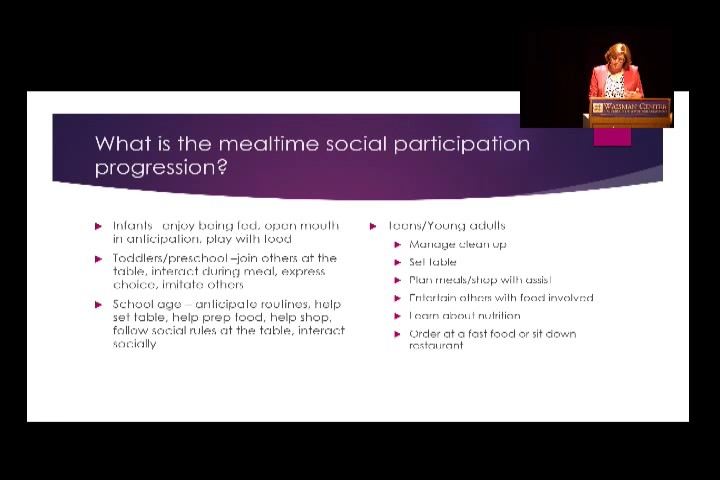 What is the mealtime social participation
progression?
Infants enjoy being fed, open mouth
in anticipation, play with food
Toddlers/preschool –join others at the
table, interact during meal, express
choice, imitate others
School age – anticipate routines, help
set table, help prep food, help shop,
follow social rules at the table, interact
socially
Teens/Young adults
Manage clean up
Set table
Plan meals/shop with assist
Entertain others with food involved
Learn about nutrition
Order at a fast food or sit down
restaurant
WAISMAN CENTER